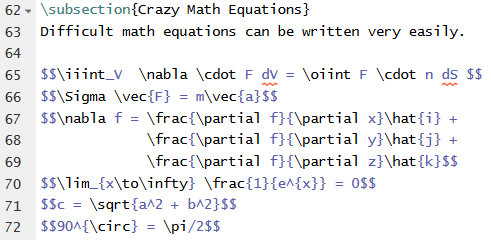 62 \subsection{Crazy Math Equations}
63 Difficult math equations can be written very easily.
64
65 $$\iiint_V  \nabla \cdot F dV = \oiint F \cdot n dS $$
66 $$\Sigma \vec{F} = m\vec{a}$$
67 $$\nabla f = \frac{\partial f}{\partial x}\hat{i} +
68 \frac{\partial f}{\partial y}\hat{j} +
69 \frac{\partial f}{\partial z}\hat{k}$$
70 $$\lim_{x\to\infty} \frac{1}{e^{x}} = 0$$
71 $$c = \sqrt{a^2 + b^2}$$
72 $$90^{\circ} = \pi/2$$